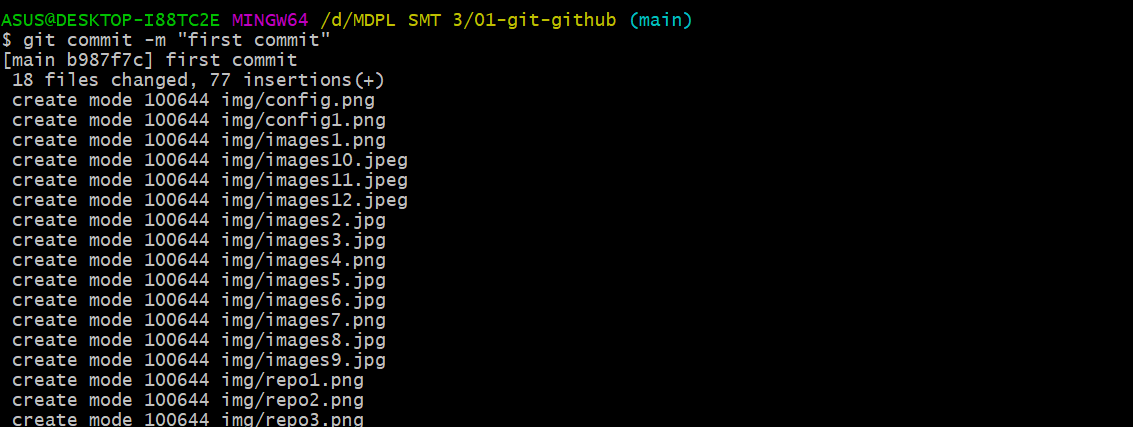 ASUS@DESKTOP-I88TC2E MINGW64 /d/MDPL SMT 3/01-git-github (main)
$ git commit -m "first commit"
[main b987f7c] first commit
 18 files changed, 77 insertions(+)
 create mode 100644 img/config.png
 create mode 100644 img/config1.png
 create mode 100644 img/images1.png
 create mode 100644 img/images10.jpeg
 create mode 100644 img/images11.jpeg
 create mode 100644 img/images12.jpeg
 create mode 100644 img/images2.jpg
 create mode 100644 img/images3.jpg
 create mode 100644 img/images4.png
 create mode 100644 img/images5.jpg
 create mode 100644 img/images6.jpg
 create mode 100644 img/images7.png
 create mode 100644 img/images8.jpg
 create mode 100644 img/images9.jpg
 create mode 100644 img/repo1.png
 create mode 100644 img/repo2.png
 create mode 100644 img/repo3.png